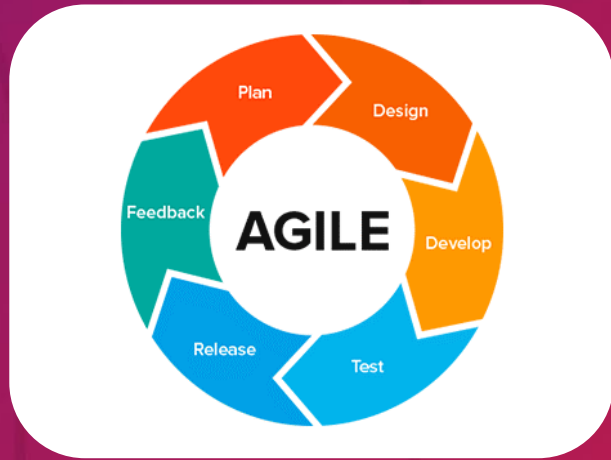 Plan
Design
Feedback
AGILE
Develop
Release
Test